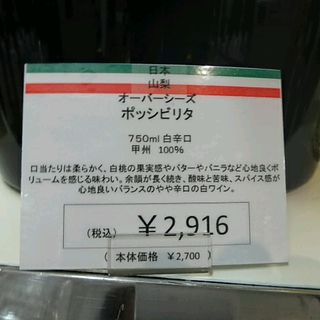 日本
山梨
オーバーシーズ
ポッシビリタ
750ml 白辛口
甲州 100%
口当たりは柔らかく、白桃の果実感やバターやバニラなど心地良くボ
リュームを感じる味わい。余韻が長く続き、酸味と苦味、スパイス感が
心地良いバランスのやや辛口の白ワイン。
(税込) ¥2,916
( 本体価格 ¥2,700 )